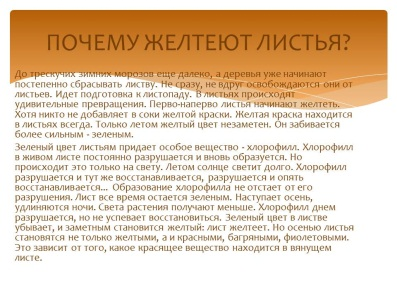 ПОЧЕМУ ЖЕЛТЕЮТ ЛИСТЬЯ?
До трескучих зимних морозов еще далеко, а деревья уже начинают
постепенно сбрасывать листву. Не сразу, не вдруг освобождаются они от
листьев. Идет подготовка к листопаду. В листьях происходят
удивительные превращения. Перво-наперво листья начинают желтеть.
Хотя никто не добавляет в соки желтой краски. Желтая краска находится
в листьях всегда. Только летом желтый цвет незаметен. Он забивается
более сильным - зеленым.
Зеленый цвет листьям придает особое вещество - хлорофилл. Хлорофилл
в живом листе постоянно разрушается и вновь образуется. Но
происходит это только на свету. Летом солнце светит долго. Хлорофилл
разрушается и тут же восстанавливается, разрушается и опять
восстанавливается... Образование хлорофилла не отстает от его
разрушения. Лист все время остается зеленым. Наступает осень,
удлиняются ночи. Света растения получают меньше. Хлорофилл днем
разрушается, но не успевает восстановиться. Зеленый цвет в листве
убывает, и заметным становится желтый: лист желтеет. Но осенью листья
становятся не только желтыми, а и красными, багряными, фиолетовыми.
Это зависит от того, какое красящее вещество находится в вянущем
листе.